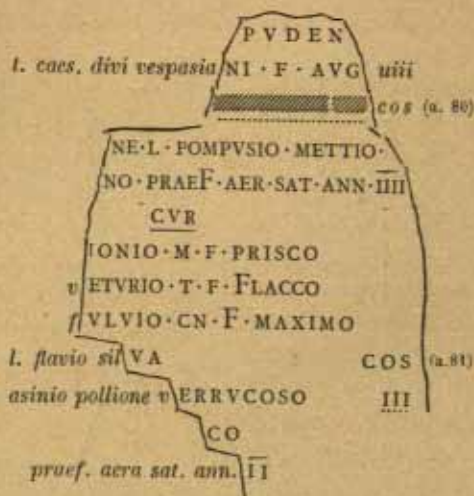 PVDEN
t. caes. divi vespasia NI · F · AVG uiii
cos (a. 80)
NE · L · POMPVSIO · METTIO ·
NO · PRAEF · AER · SAT · ANN · IIII
CVR
IONIO · M · F · PRISCO
v ETVRIO · T · F · FLACCO
f VLVIO · CN · F · MAXIMO
l. flavio sil VA COS (a. 81)
asinio pollione v ERRVCOSO III
CO
praef. aera sat. ann. II